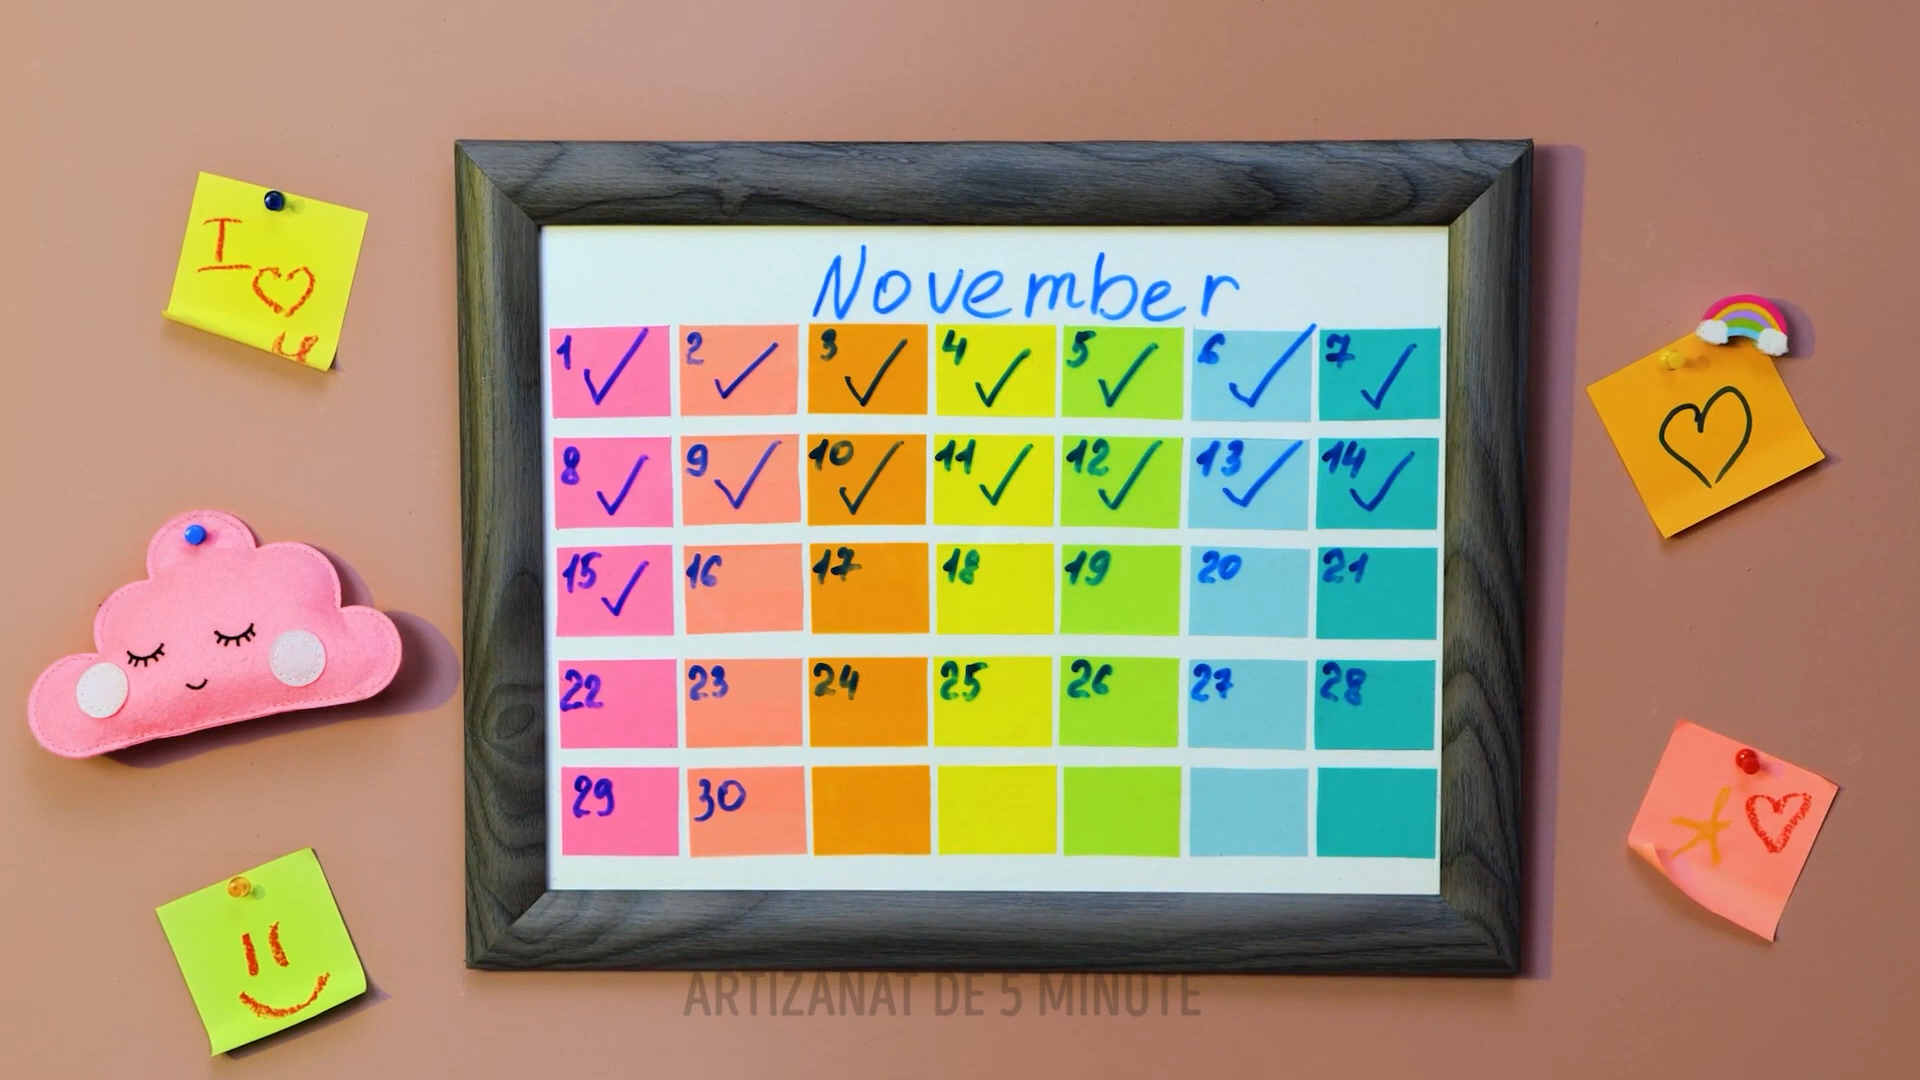 I
u
November
1 2 3 4 5 6 7
8 9 10 11 12 13 14
15 16 17 18 19 20 21
22 23 24 25 26 27 28
29 30
ARTIZANAT DE 5 MINUTE